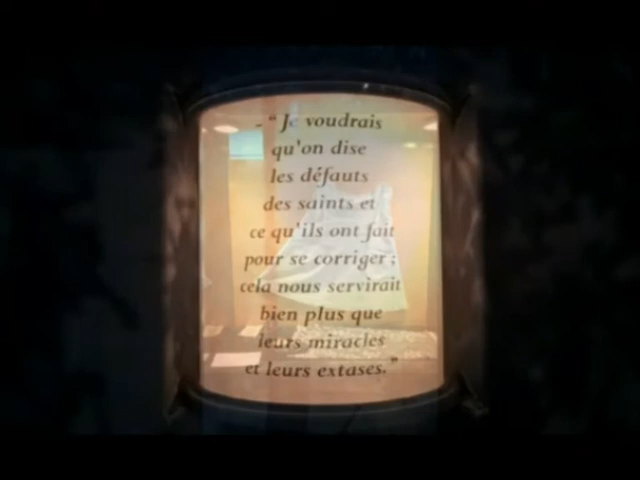 - "Je voudrais
qu'on dise
les défauts
des saints et
ce qu'ils ont fait
pour se corriger ;
cela nous servirait
bien plus que
leurs miracles
et leurs extases."